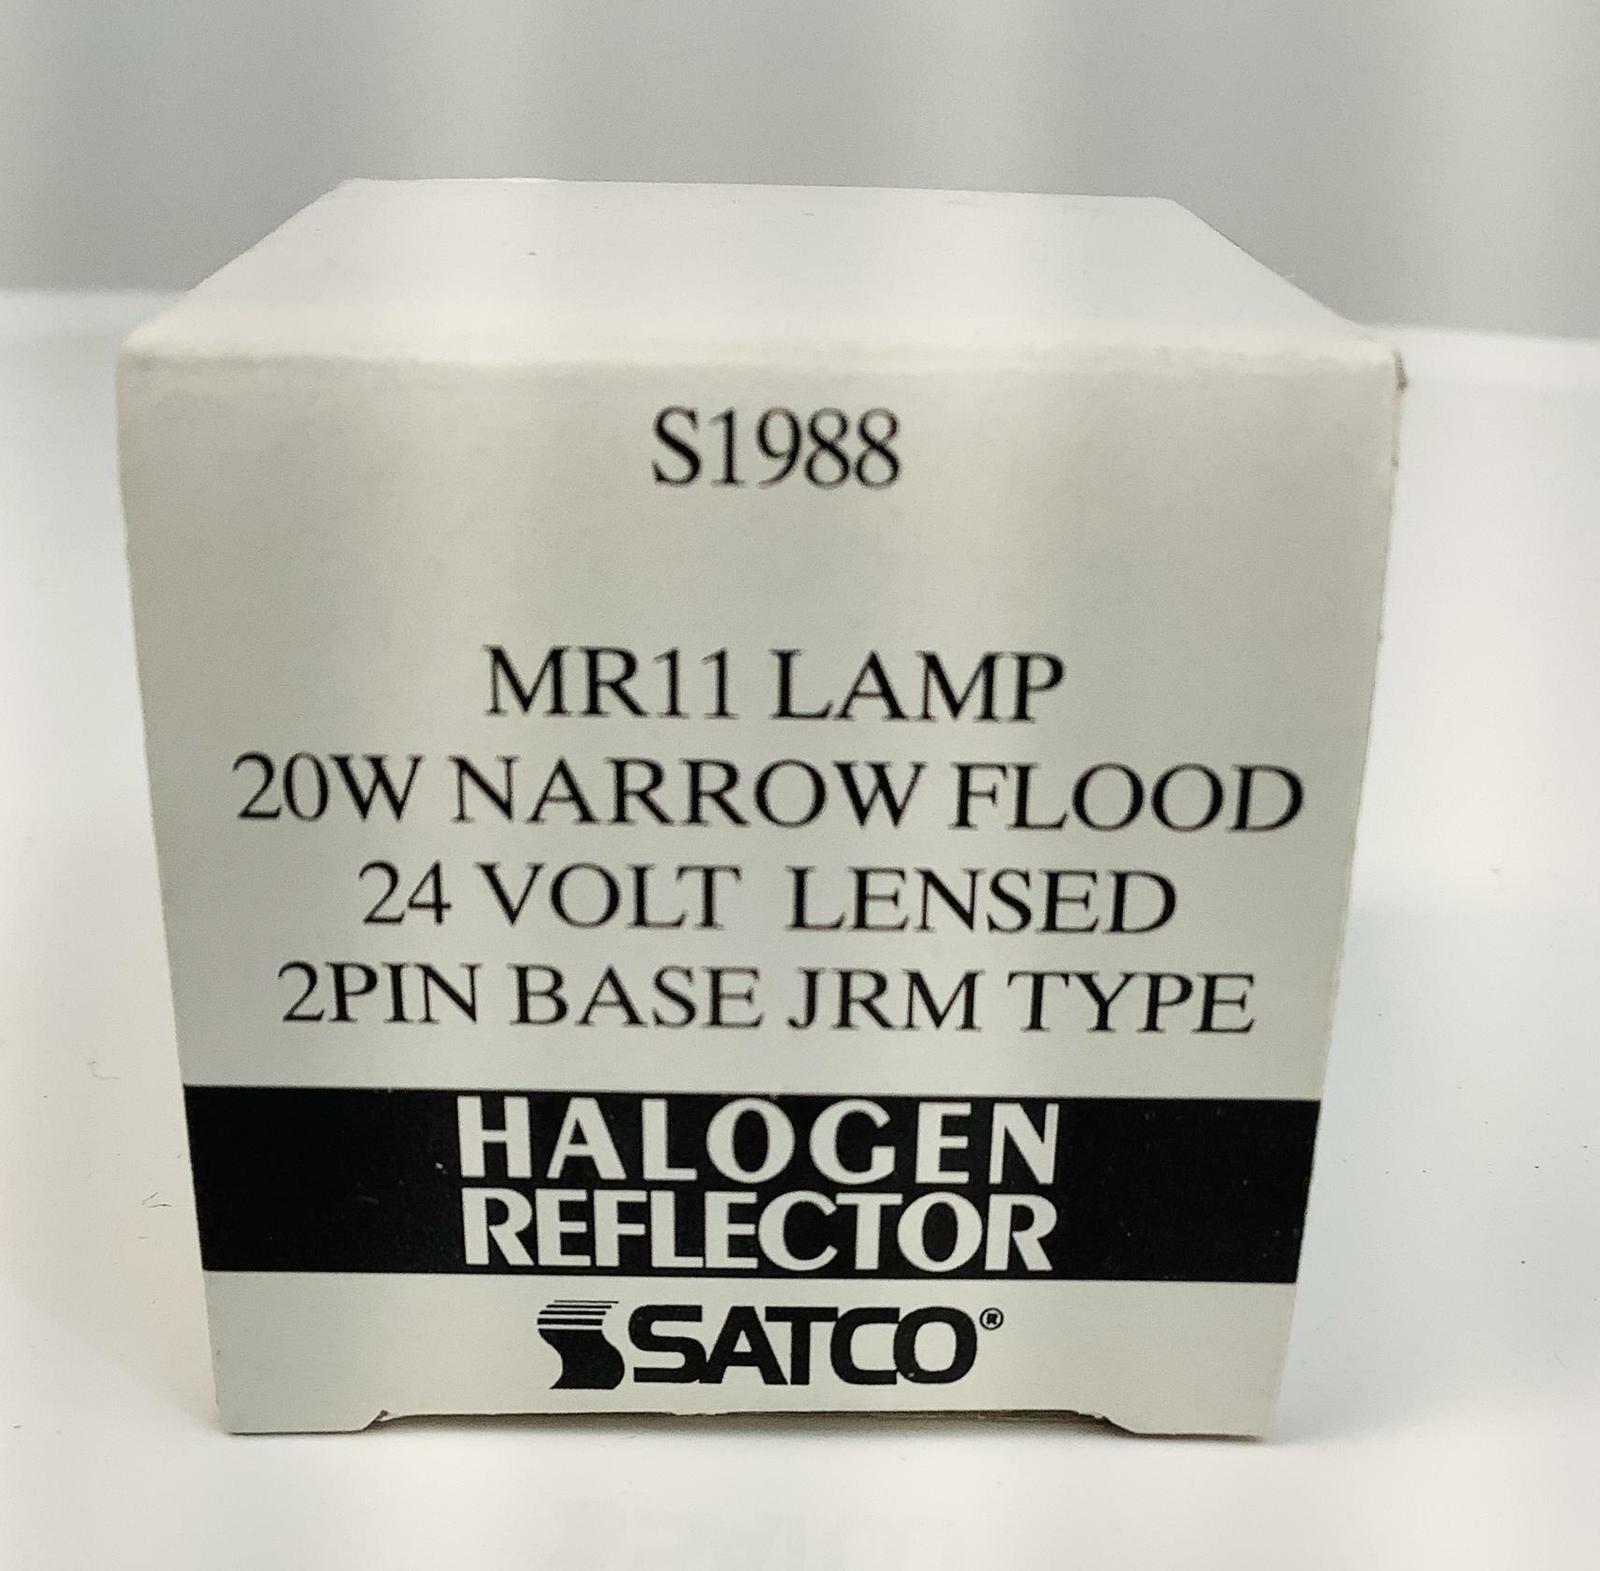 S1988
MR11 LAMP
20W NARROW FLOOD
24 VOLT LENSED
2PIN BASE JRM TYPE
HALOGEN
REFLECTOR
SATCO®